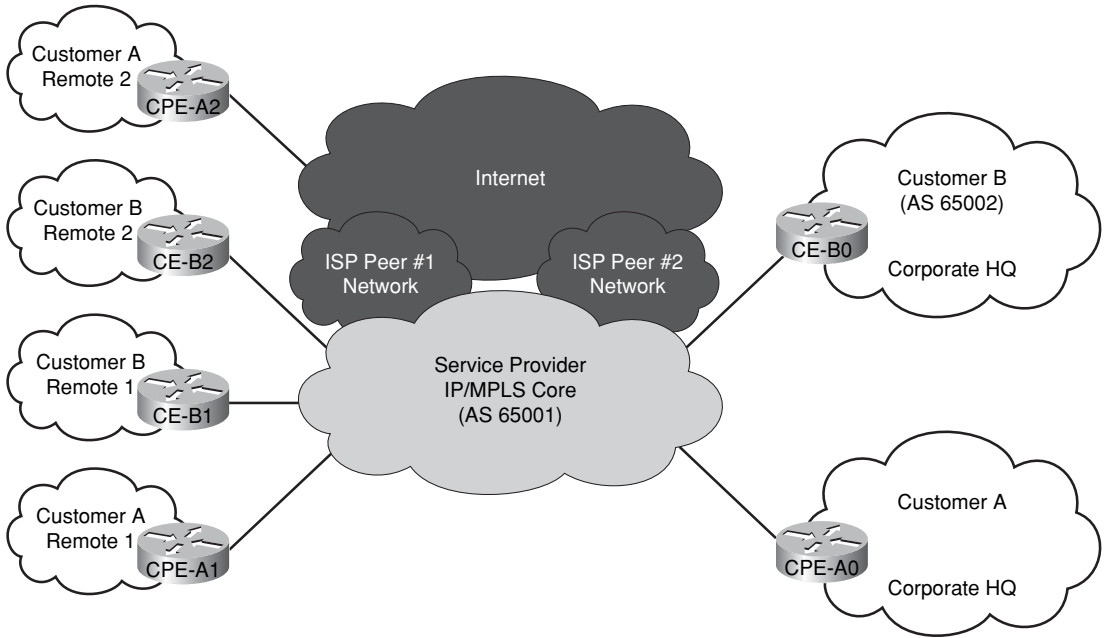 Customer A
Remote 2
CPE-A2
Customer B
Remote 2
CE-B2
Customer B
Remote 1
CE-B1
Customer A
Remote 1
CPE-A1
Internet
ISP Peer #1
Network
ISP Peer #2
Network
Service Provider
IP/MPLS Core
(AS 65001)
Customer B
(AS 65002)
CE-B0
Corporate HQ
Customer A
CPE-A0
Corporate HQ